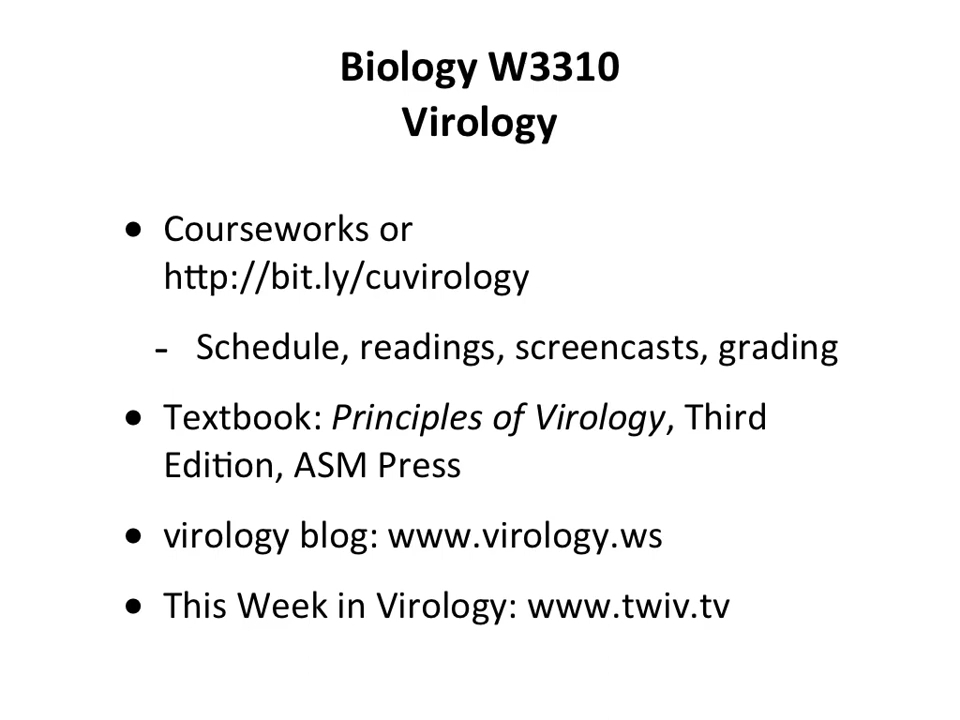 Biology W3310
Virology
• Courseworks or
http://bit.ly/cuvirology
- Schedule, readings, screencasts, grading
• Textbook: Principles of Virology, Third
Edition, ASM Press
• virology blog: www.virology.ws
• This Week in Virology: www.twiv.tv